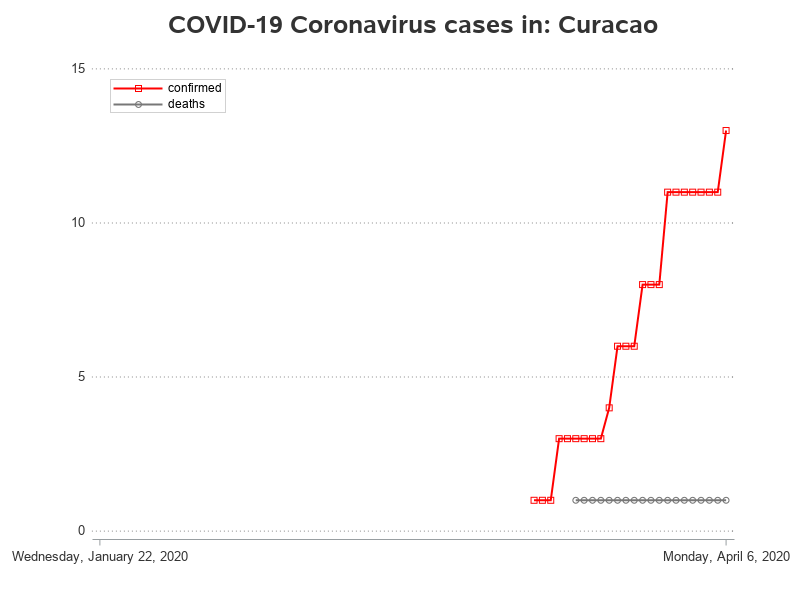 COVID-19 Coronavirus cases in: Curacao
15
confirmed
deaths
10
5
0
Wednesday, January 22, 2020
Monday, April 6, 2020